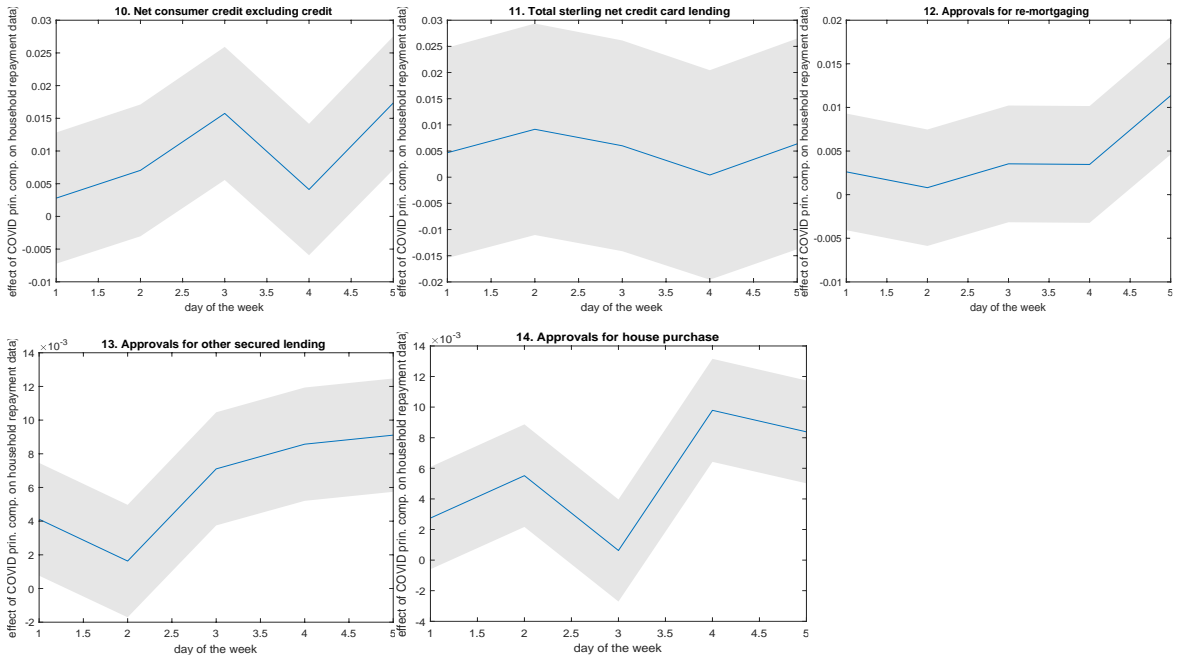 10. Net consumer credit excluding credit
effect of COVID prin. comp. on household repayment data)
0.03
0.025
0.02
0.015
0.01
0.005
0
-0.005
-0.01
1 1.5 2 2.5 3 3.5 4 4.5 5
day of the week
11. Total sterling net credit card lending
effect of COVID prin. comp. on household repayment data)
0.03
0.025
0.02
0.015
0.01
0.005
0
-0.005
-0.01
-0.015
-0.02
1 1.5 2 2.5 3 3.5 4 4.5 5
day of the week
12. Approvals for re-mortgaging
effect of COVID prin. comp. on household repayment data)
0.02
0.015
0.01
0.005
0
-0.005
-0.01
1 1.5 2 2.5 3 3.5 4 4.5 5
day of the week
13. Approvals for other secured lending
effect of COVID prin. comp. on household repayment data)
×10⁻³
14
12
10
8
6
4
2
0
-2
1 1.5 2 2.5 3 3.5 4 4.5 5
day of the week
14. Approvals for house purchase
effect of COVID prin. comp. on household repayment data)
×10⁻³
14
12
10
8
6
4
2
0
-2
-4
1 1.5 2 2.5 3 3.5 4 4.5 5
day of the week